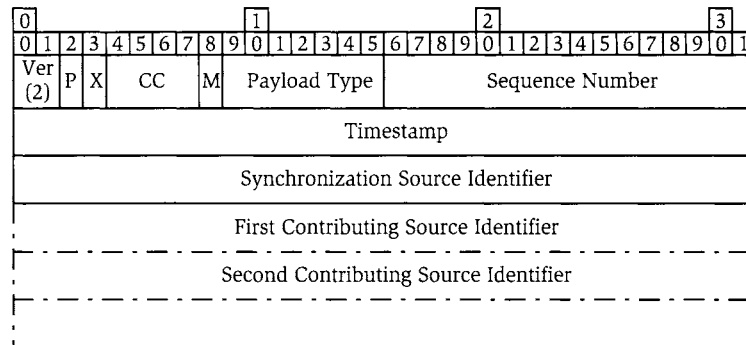 0 1 2 3
0 1 2 3 4 5 6 7 8 9 0 1 2 3 4 5 6 7 8 9 0 1 2 3 4 5 6 7 8 9 0 1
Ver (2) P X CC M Payload Type Sequence Number
Timestamp
Synchronization Source Identifier
First Contributing Source Identifier
Second Contributing Source Identifier